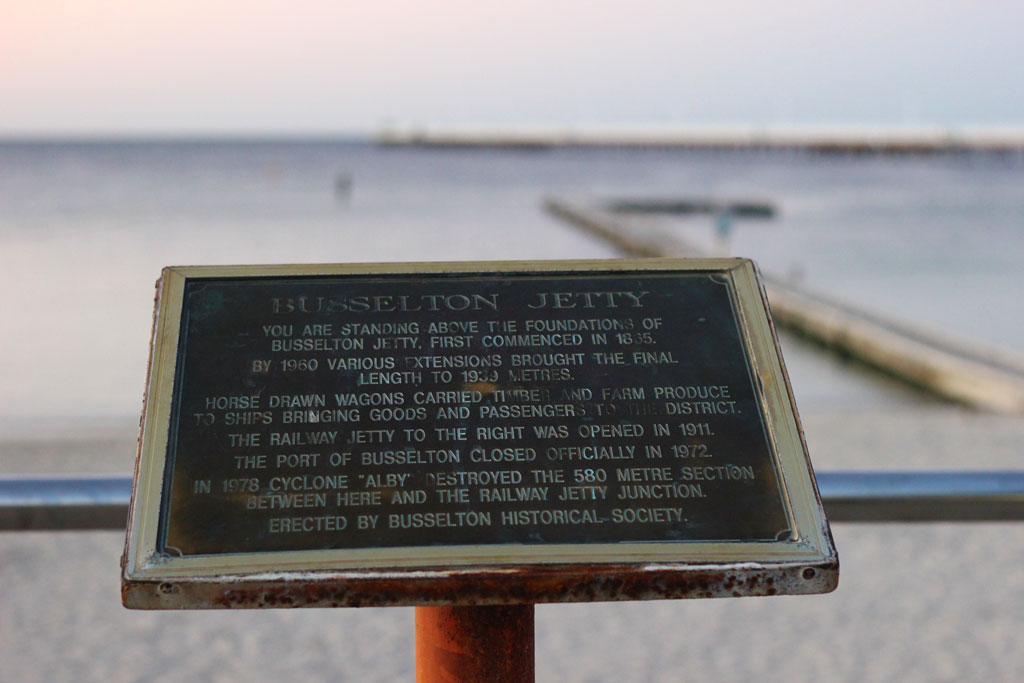 BUSSELTON JETTY
YOU ARE STANDING ABOVE THE FOUNDATIONS OF
BUSSELTON JETTY, FIRST COMMENCED IN 1865.
BY 1960 VARIOUS EXTENSIONS BROUGHT THE FINAL
LENGTH TO METRES.
HORSE DRAWN WAGONS CARRIED TIMBER AND FARM PRODUCE
TO SHIPS BRINGING GOODS AND PASSENGERS TO THE DISTRICT.
THE RAILWAY JETTY TO THE RIGHT WAS OPENED IN 1911.
THE PORT OF BUSSELTON CLOSED OFFICIALLY IN 1972.
IN 1978 CYCLONE "ALBY" DESTROYED THE 580 METRE SECTION
BETWEEN HERE AND THE RAILWAY JETTY JUNCTION.
ERECTED BY BUSSELTON HISTORICAL SOCIETY.